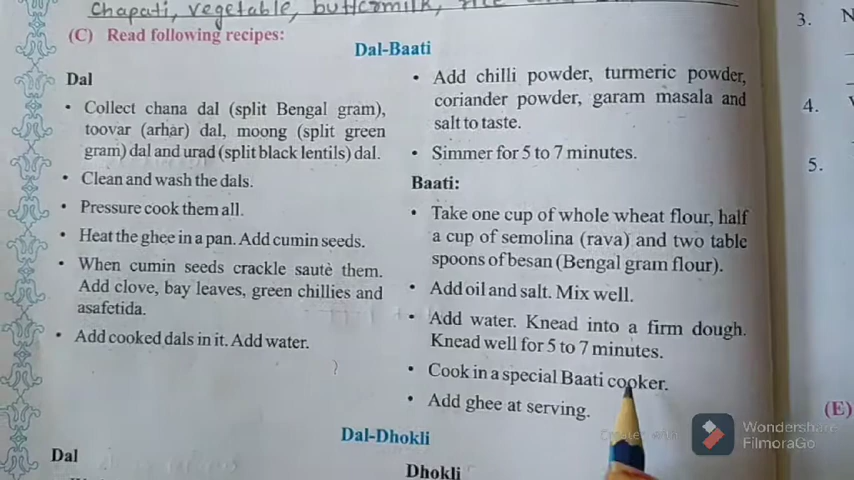 Chapati, vegetable, buttermilk, rice
(C) Read following recipes:
Dal-Baati
Dal
• Collect chana dal (split Bengal gram),
toovar (arhar) dal, moong (split green
gram) dal and urad (split black lentils) dal.
• Clean and wash the dals.
• Pressure cook them all.
• Heat the ghee in a pan. Add cumin seeds.
• When cumin seeds crackle saute them.
Add clove, bay leaves, green chillies and
asafetida.
• Add cooked dals in it. Add water.
• Add chilli powder, turmeric powder,
coriander powder, garam masala and
salt to taste.
• Simmer for 5 to 7 minutes.
Baati:
• Take one cup of whole wheat flour, half
a cup of semolina (rava) and two table
spoons of besan (Bengal gram flour).
• Add oil and salt. Mix well.
• Add water. Knead into a firm dough.
Knead well for 5 to 7 minutes.
• Cook in a special Baati cooker.
• Add ghee at serving.
Dal-Dhokli
Dal
Dhokli
3.
4.
5.
(E)
Created with
Wondershare
FilmoraGo